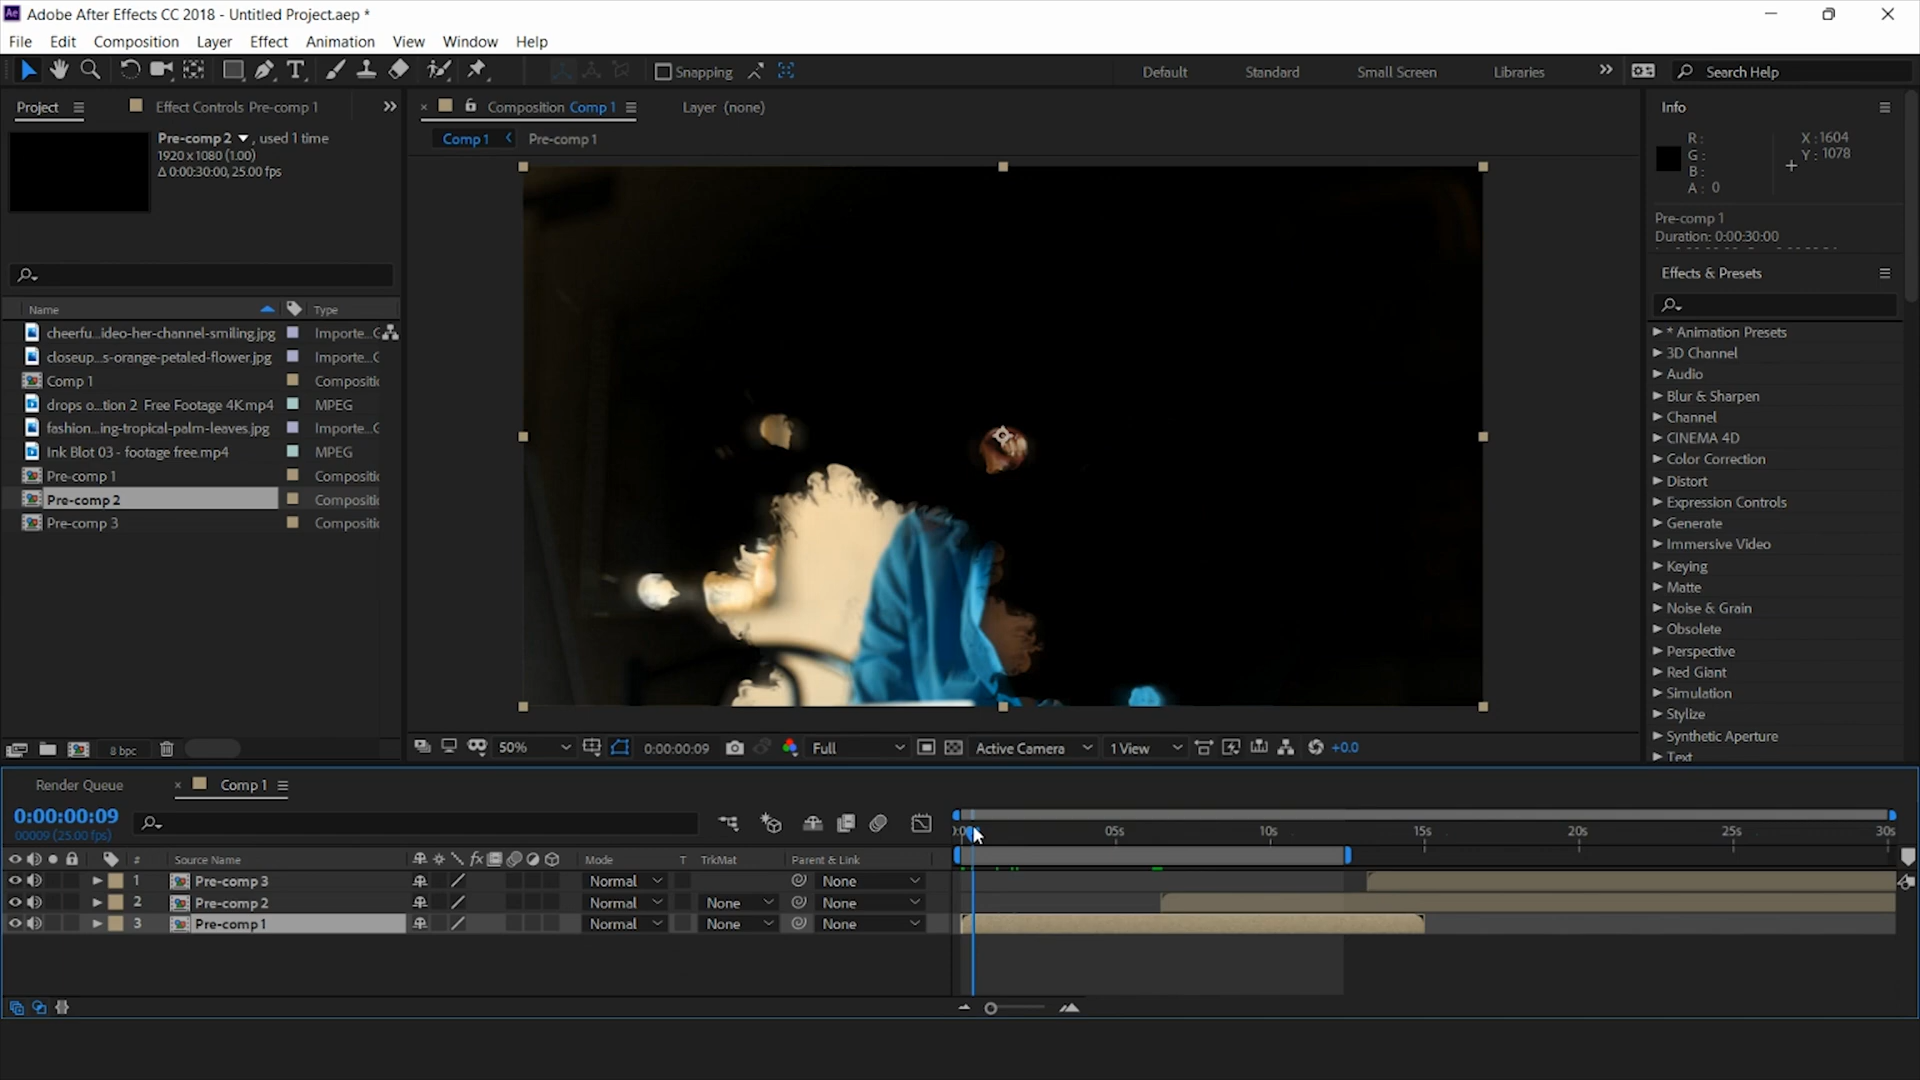 Adobe After Effects CC 2018 - Untitled Project.aep *
File Edit Composition Layer Effect Animation View Window Help
Snapping Default Standard Small Screen Libraries Search Help
Project Effect Controls Pre-comp 1 Composition Comp 1 Layer (none) Info
Pre-comp 2 , used 1 time
1920 x 1080 (1.00)
Δ 0:00:30:00, 25.00 fps
Comp 1 Pre-comp 1
R :
G :
B :
A : 0
X : 1604
Y : 1078
Pre-comp 1
Duration: 0:00:30:00
Effects & Presets
* Animation Presets
3D Channel
Audio
Blur & Sharpen
Channel
CINEMA 4D
Color Correction
Distort
Expression Controls
Generate
Immersive Video
Keying
Matte
Noise & Grain
Obsolete
Perspective
Red Giant
Simulation
Stylize
Synthetic Aperture
Text
Name Type
cheerfu...ideo-her-channel-smiling.jpg Importe...G
closeup...s-orange-petaled-flower.jpg Importe...G
Comp 1 Compositic
drops o...tion 2 Free Footage 4K.mp4 MPEG
fashion...ing-tropical-palm-leaves.jpg Importe...G
Ink Blot 03 - footage free.mp4 MPEG
Pre-comp 1 Compositic
Pre-comp 2 Compositic
Pre-comp 3 Compositic
8 bpc
50% 0:00:00:09 Full Active Camera 1 View +0.0
Render Queue Comp 1
0:00:00:09
00009 (25.00 fps)
05s 10s 15s 20s 25s 30s
# Source Name Mode T TrkMat Parent & Link
1 Pre-comp 3 Normal None
2 Pre-comp 2 Normal None None
3 Pre-comp 1 Normal None None